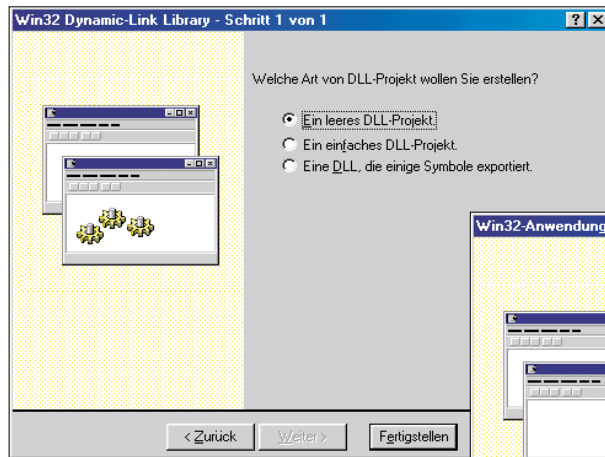 Win32 Dynamic-Link Library - Schritt 1 von 1
Welche Art von DLL-Projekt wollen Sie erstellen?
Ein leeres DLL-Projekt.
Ein einfaches DLL-Projekt.
Eine DLL, die einige Symbole exportiert.
Win32-Anwendung
< Zurück
Weiter >
Fertigstellen